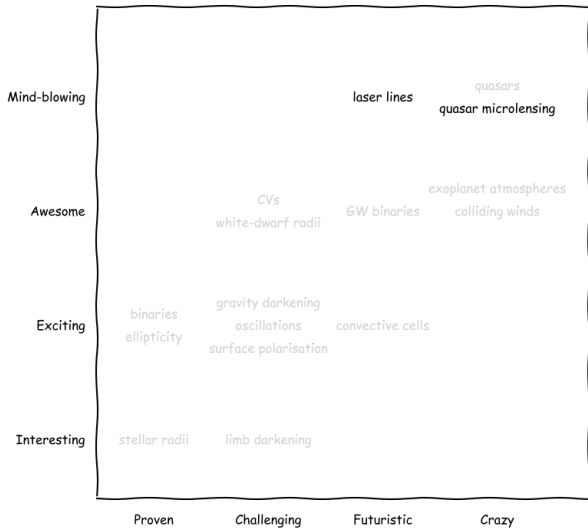 quasars
Mind-blowing laser lines quasar microlensing
exoplanet atmospheres
CVs
Awesome GW binaries colliding winds
white-dwarf radii
gravity darkening
binaries
Exciting oscillations convective cells
ellipticity
surface polarisation
Interesting stellar radii limb darkening
Proven Challenging Futuristic Crazy